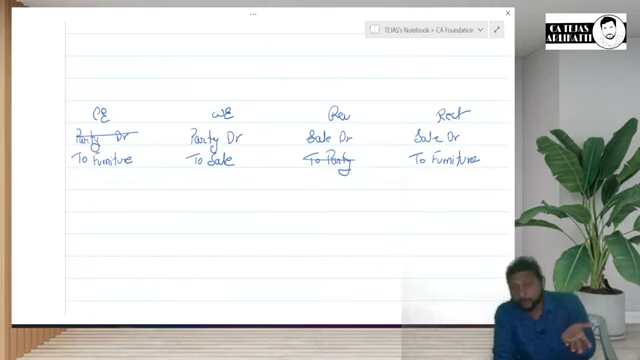 CA TEJAS
ARLIKATTI
TEJAS's Notebook > CA Foundation
CE WE Rev Rect
Party Dr Party Dr Sale Dr Sale Dr
To Furniture To Sale To Party To Furniture